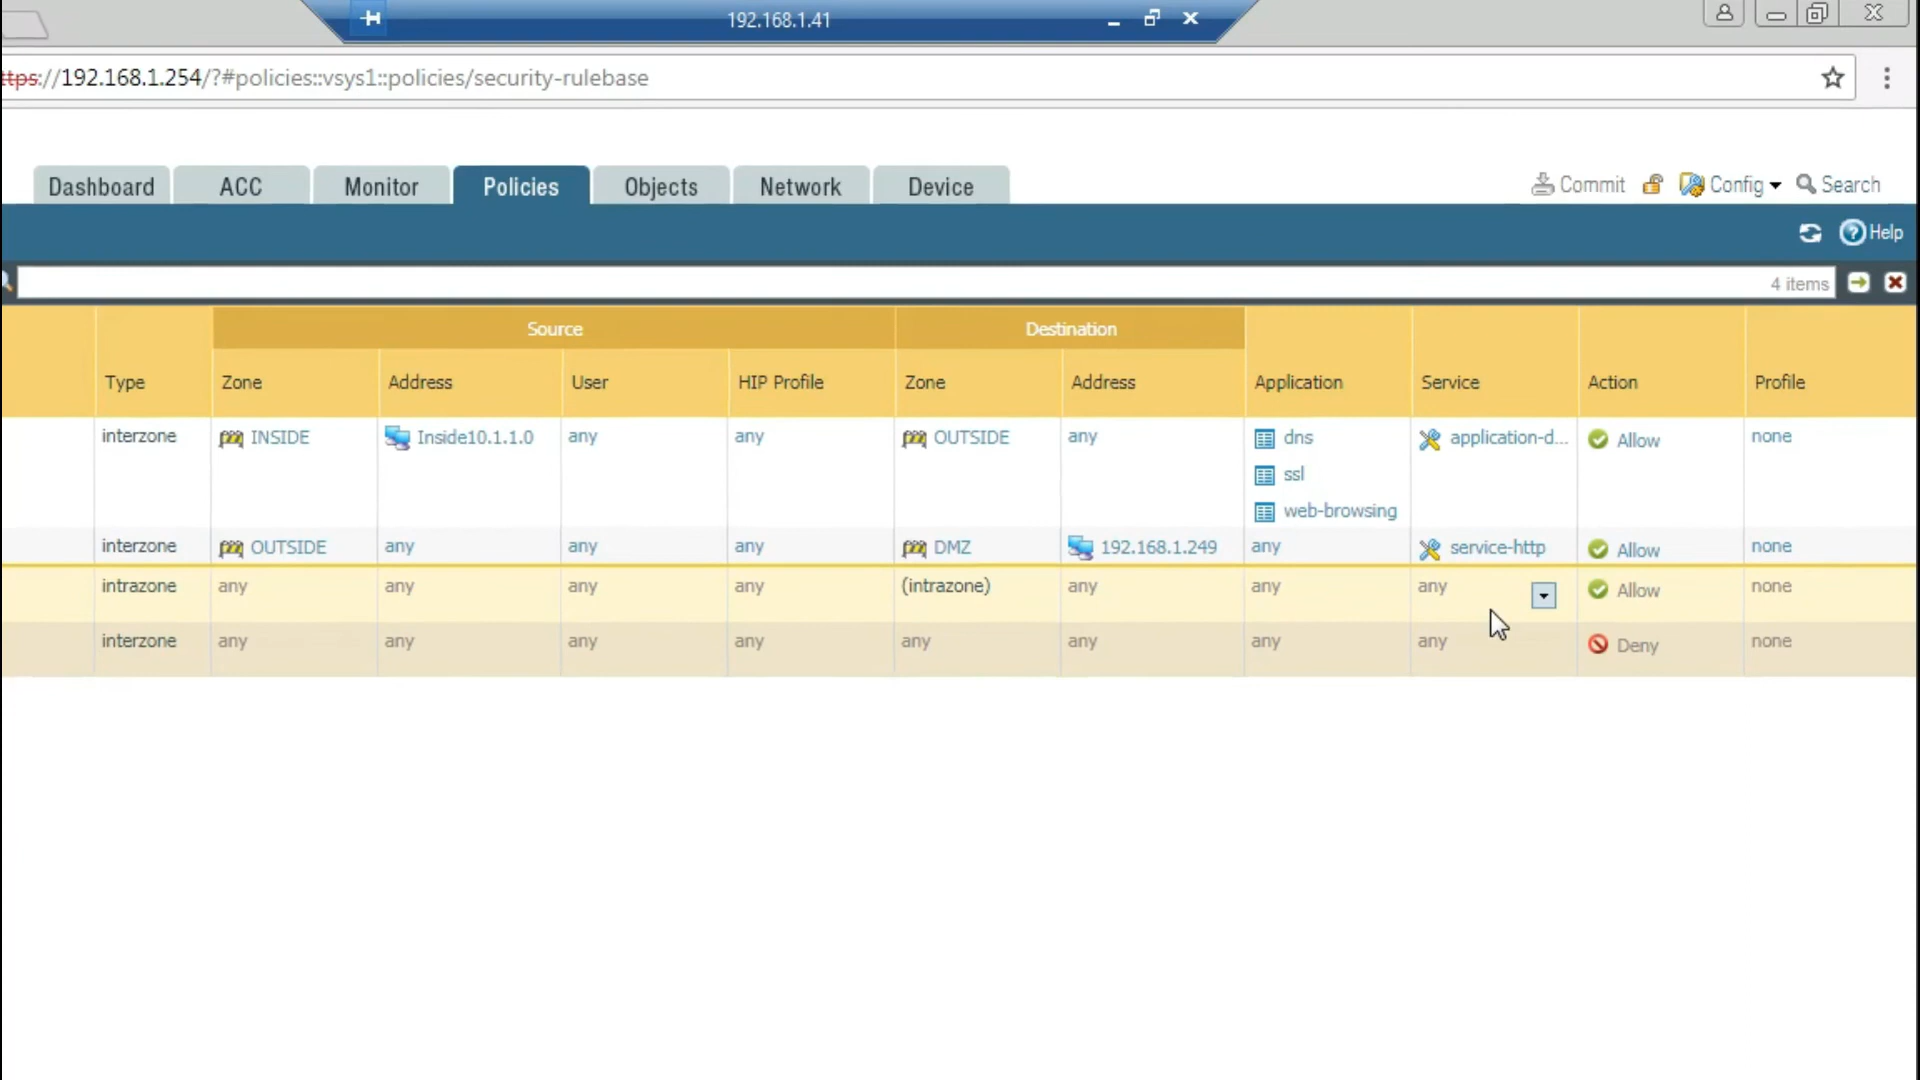 192.168.1.41
ttps://192.168.1.254/?#policies::vsys1::policies/security-rulebase
Dashboard ACC Monitor Policies Objects Network Device Commit Config Search
Help
4 items
Source Destination
Type Zone Address User HIP Profile Zone Address Application Service Action Profile
interzone INSIDE Inside10.1.1.0 any any OUTSIDE any dns application-d... Allow none
ssl
web-browsing
interzone OUTSIDE any any any DMZ 192.168.1.249 any service-http Allow none
intrazone any any any any (intrazone) any any any Allow none
interzone any any any any any any any any Deny none